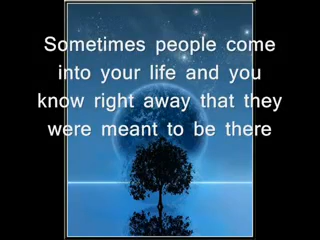 Sometimes people come
into your life and you
know right away that they
were meant to be there